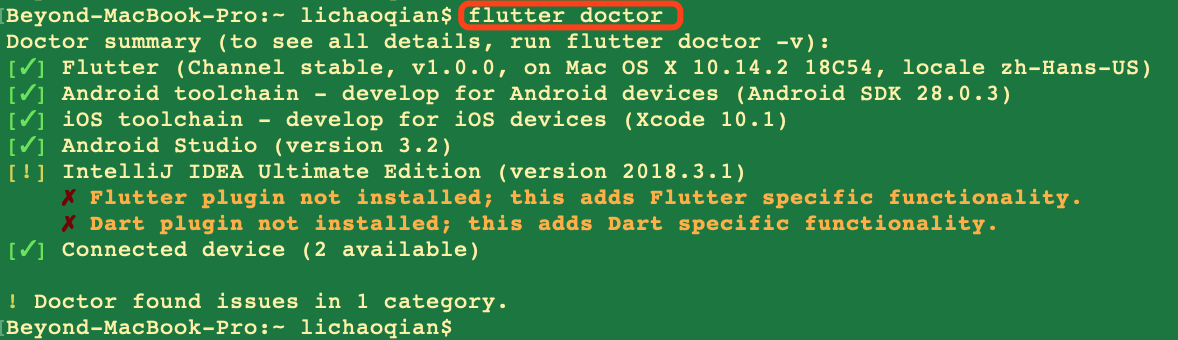 [Beyond-MacBook-Pro:~ lichaoqian$ flutter doctor
Doctor summary (to see all details, run flutter doctor -v):
[✓] Flutter (Channel stable, v1.0.0, on Mac OS X 10.14.2 18C54, locale zh-Hans-US)
[✓] Android toolchain - develop for Android devices (Android SDK 28.0.3)
[✓] iOS toolchain - develop for iOS devices (Xcode 10.1)
[✓] Android Studio (version 3.2)
[!] IntelliJ IDEA Ultimate Edition (version 2018.3.1)
✗ Flutter plugin not installed; this adds Flutter specific functionality.
✗ Dart plugin not installed; this adds Dart specific functionality.
[✓] Connected device (2 available)
! Doctor found issues in 1 category.
[Beyond-MacBook-Pro:~ lichaoqian$